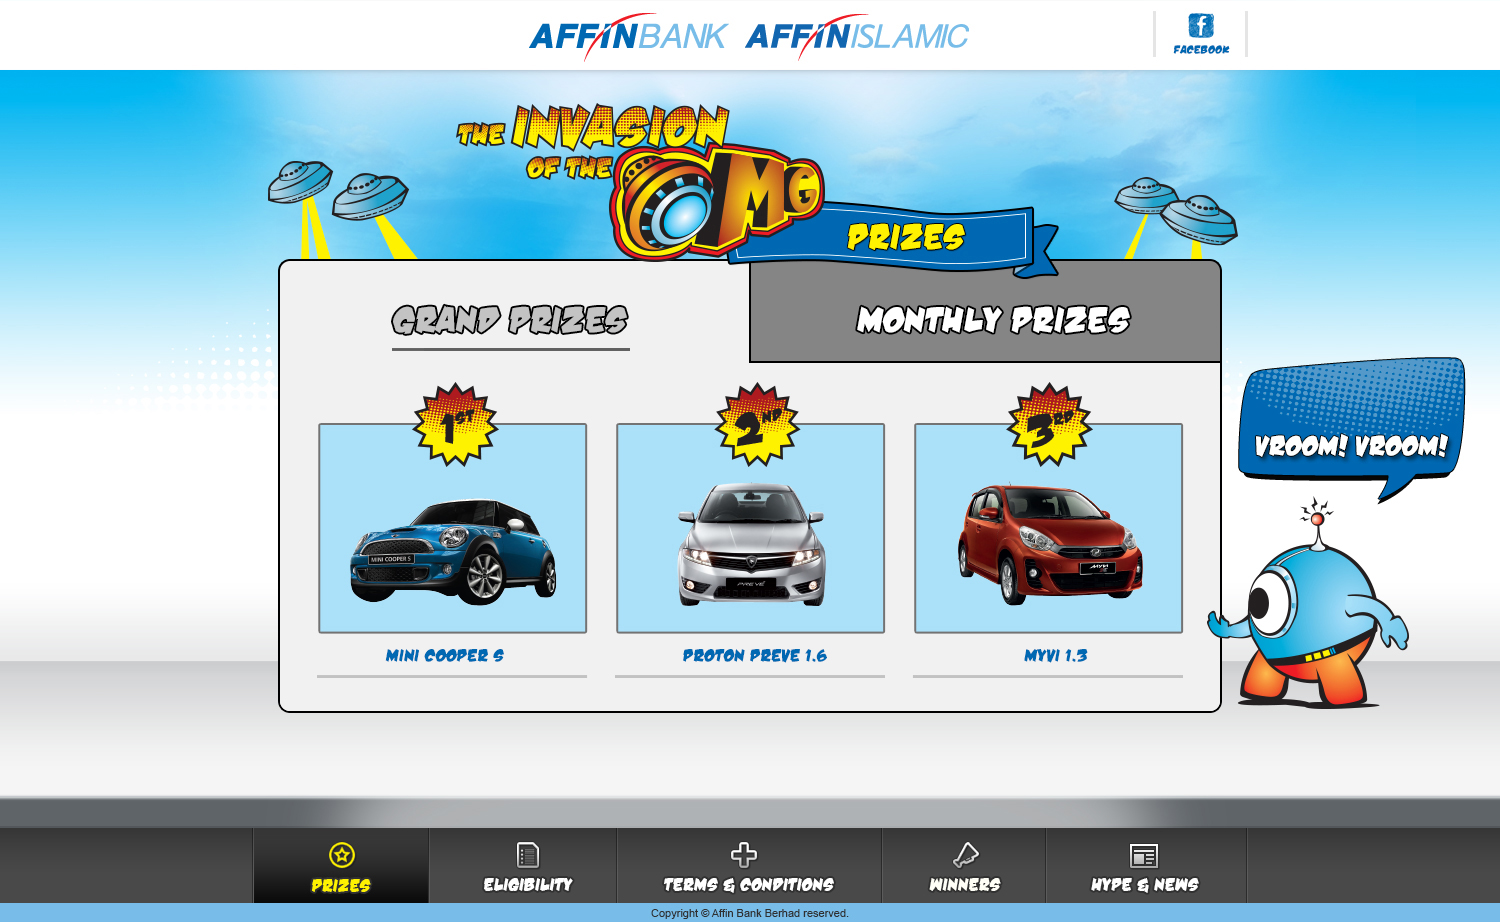 AFFINBANK AFFINISLAMIC
FACEBOOK
THE INVASION
OF THE
OMG
PRIZES
GRAND PRIZES
MONTHLY PRIZES
1ST
2ND
3RD
VROOM! VROOM!
MINI COOPER S
PREVÉ
MYVI
MINI COOPER S
PROTON PREVE 1.6
MYVI 1.3
PRIZES
ELIGIBILITY
TERMS & CONDITIONS
WINNERS
HYPE & NEWS
Copyright © Affin Bank Berhad reserved.